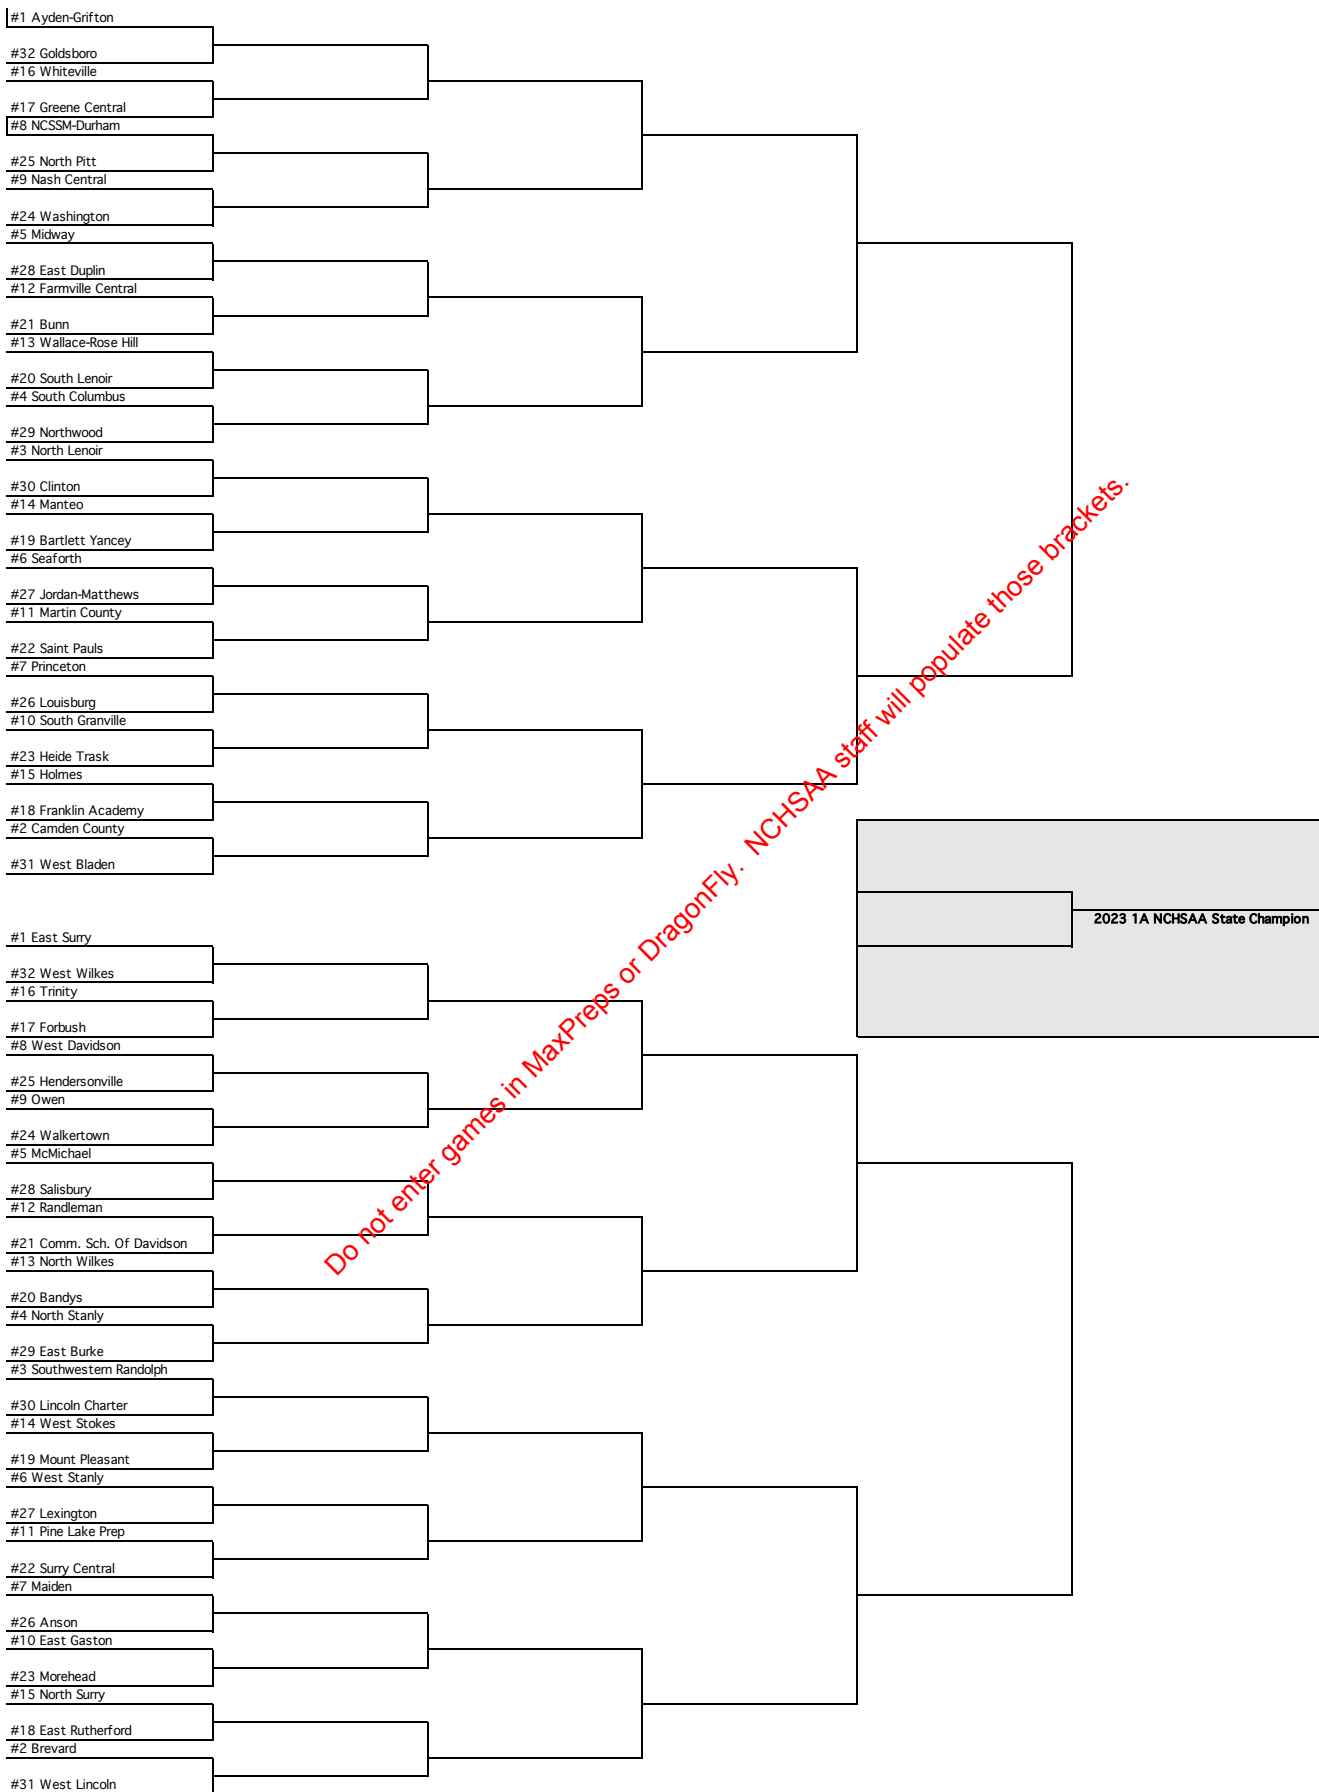 #1 Ayden-Grifton
#32 Goldsboro
#16 Whiteville
#17 Greene Central
#8 NCSSM-Durham
#25 North Pitt
#9 Nash Central
#24 Washington
#5 Midway
#28 East Duplin
#12 Farmville Central
#21 Bunn
#13 Wallace-Rose Hill
#20 South Lenoir
#4 South Columbus
#29 Northwood
#3 North Lenoir
#30 Clinton
#14 Manteo
#19 Bartlett Yancey
#6 Seaforth
#27 Jordan-Matthews
#11 Martin County
#22 Saint Pauls
#7 Princeton
#26 Louisburg
#10 South Granville
#23 Heide Trask
#15 Holmes
#18 Franklin Academy
#2 Camden County
#31 West Bladen
2023 1A NCHSAA State Champion
#1 East Surry
#32 West Wilkes
#16 Trinity
#17 Forbush
#8 West Davidson
#25 Hendersonville
#9 Owen
#24 Walkertown
#5 McMichael
#28 Salisbury
#12 Randleman
#21 Comm. Sch. Of Davidson
#13 North Wilkes
#20 Bandys
#4 North Stanly
#29 East Burke
#3 Southwestern Randolph
#30 Lincoln Charter
#14 West Stokes
#19 Mount Pleasant
#6 West Stanly
#27 Lexington
#11 Pine Lake Prep
#22 Surry Central
#7 Maiden
#26 Anson
#10 East Gaston
#23 Morehead
#15 North Surry
#18 East Rutherford
#2 Brevard
#31 West Lincoln
Do not enter games in MaxPreps or DragonFly.  NCHSAA staff will populate those brackets.